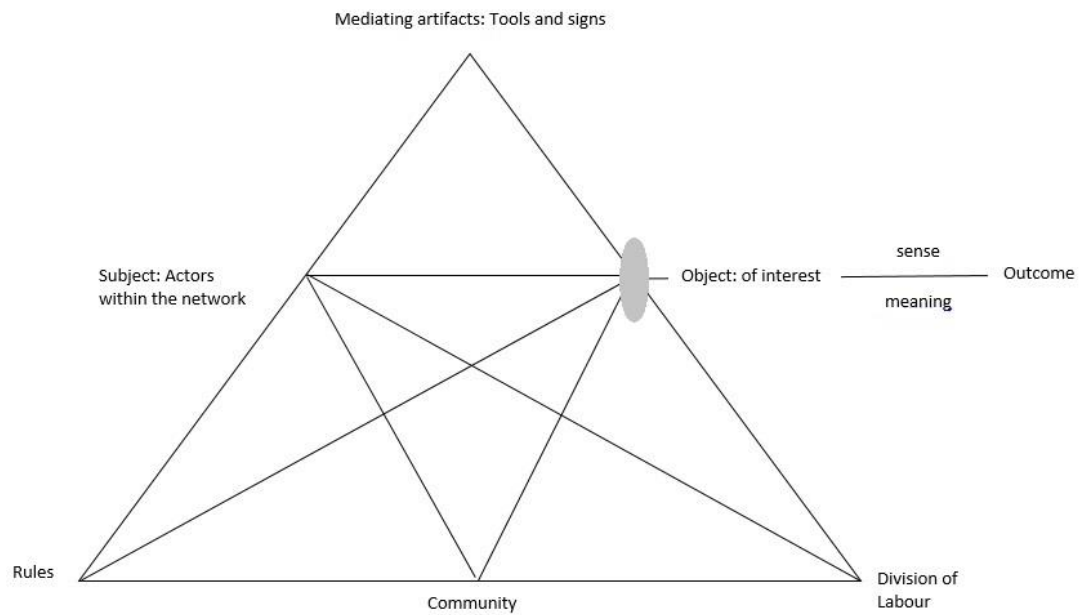 Mediating artifacts: Tools and signs
Subject: Actors
within the network
Object: of interest
sense
meaning
Outcome
Rules
Community
Division of
Labour